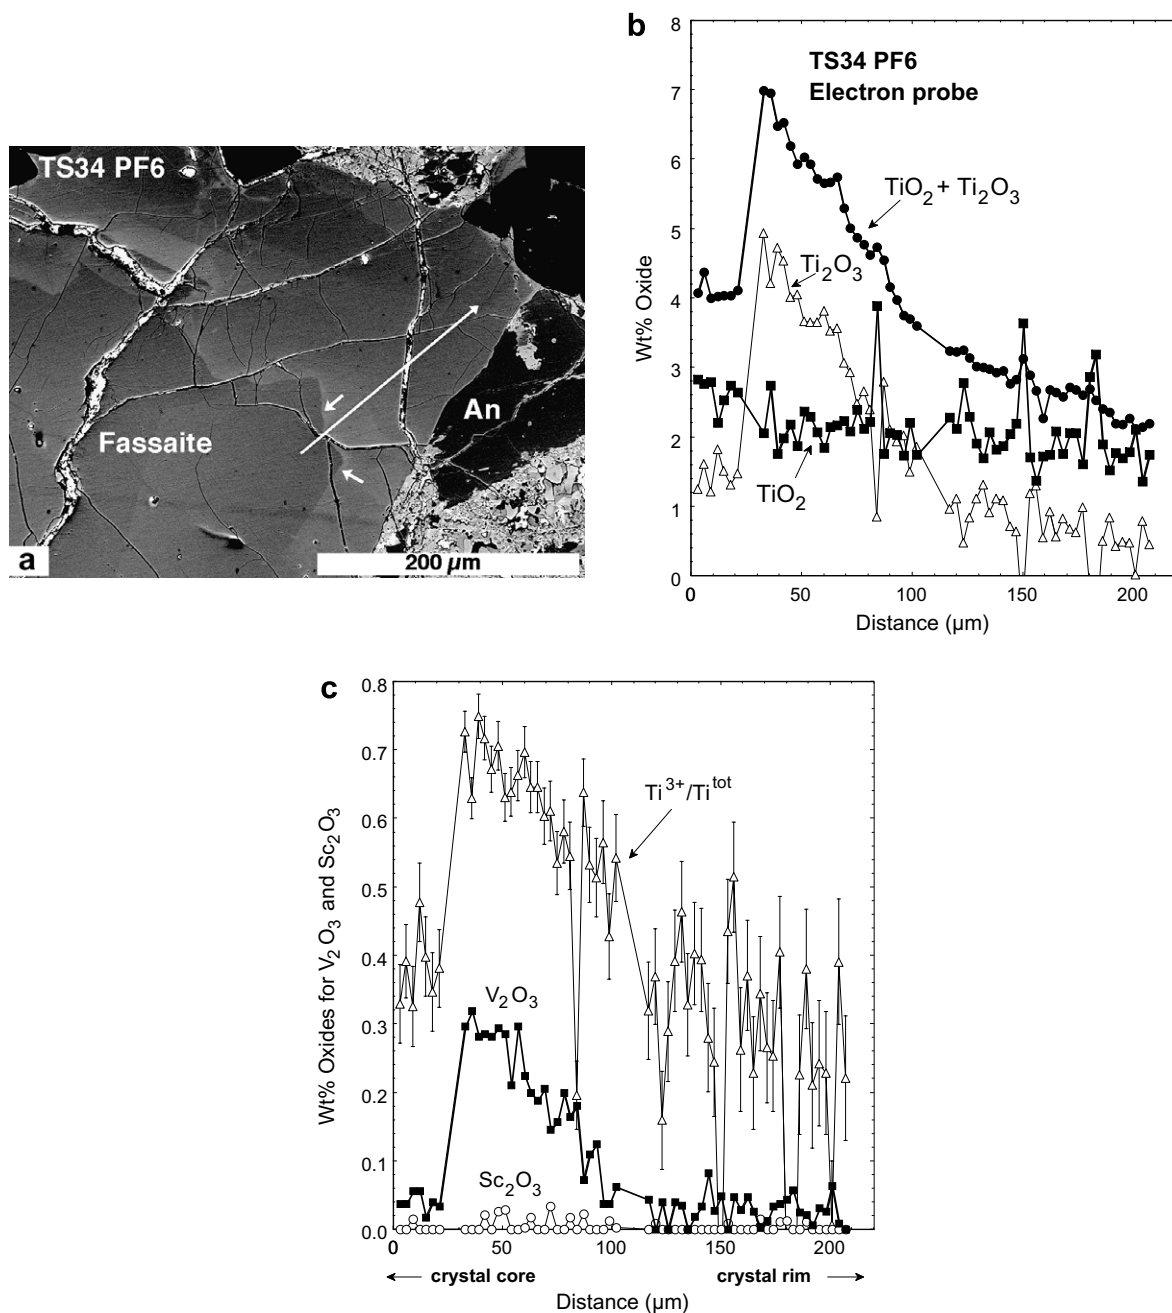 a
TS34 PF6
Fassaite
An
200 µm
b
TS34 PF6
Electron probe
TiO2 + Ti2O3
Ti2O3
TiO2
Wt% Oxide
8
7
6
5
4
3
2
1
0
0 50 100 150 200
Distance (µm)
c
Ti3+/Titot
V2O3
Sc2O3
Wt% Oxides for V2O3 and Sc2O3
0.8
0.7
0.6
0.5
0.4
0.3
0.2
0.1
0.0
0 50 100 150 200
crystal core crystal rim
Distance (µm)